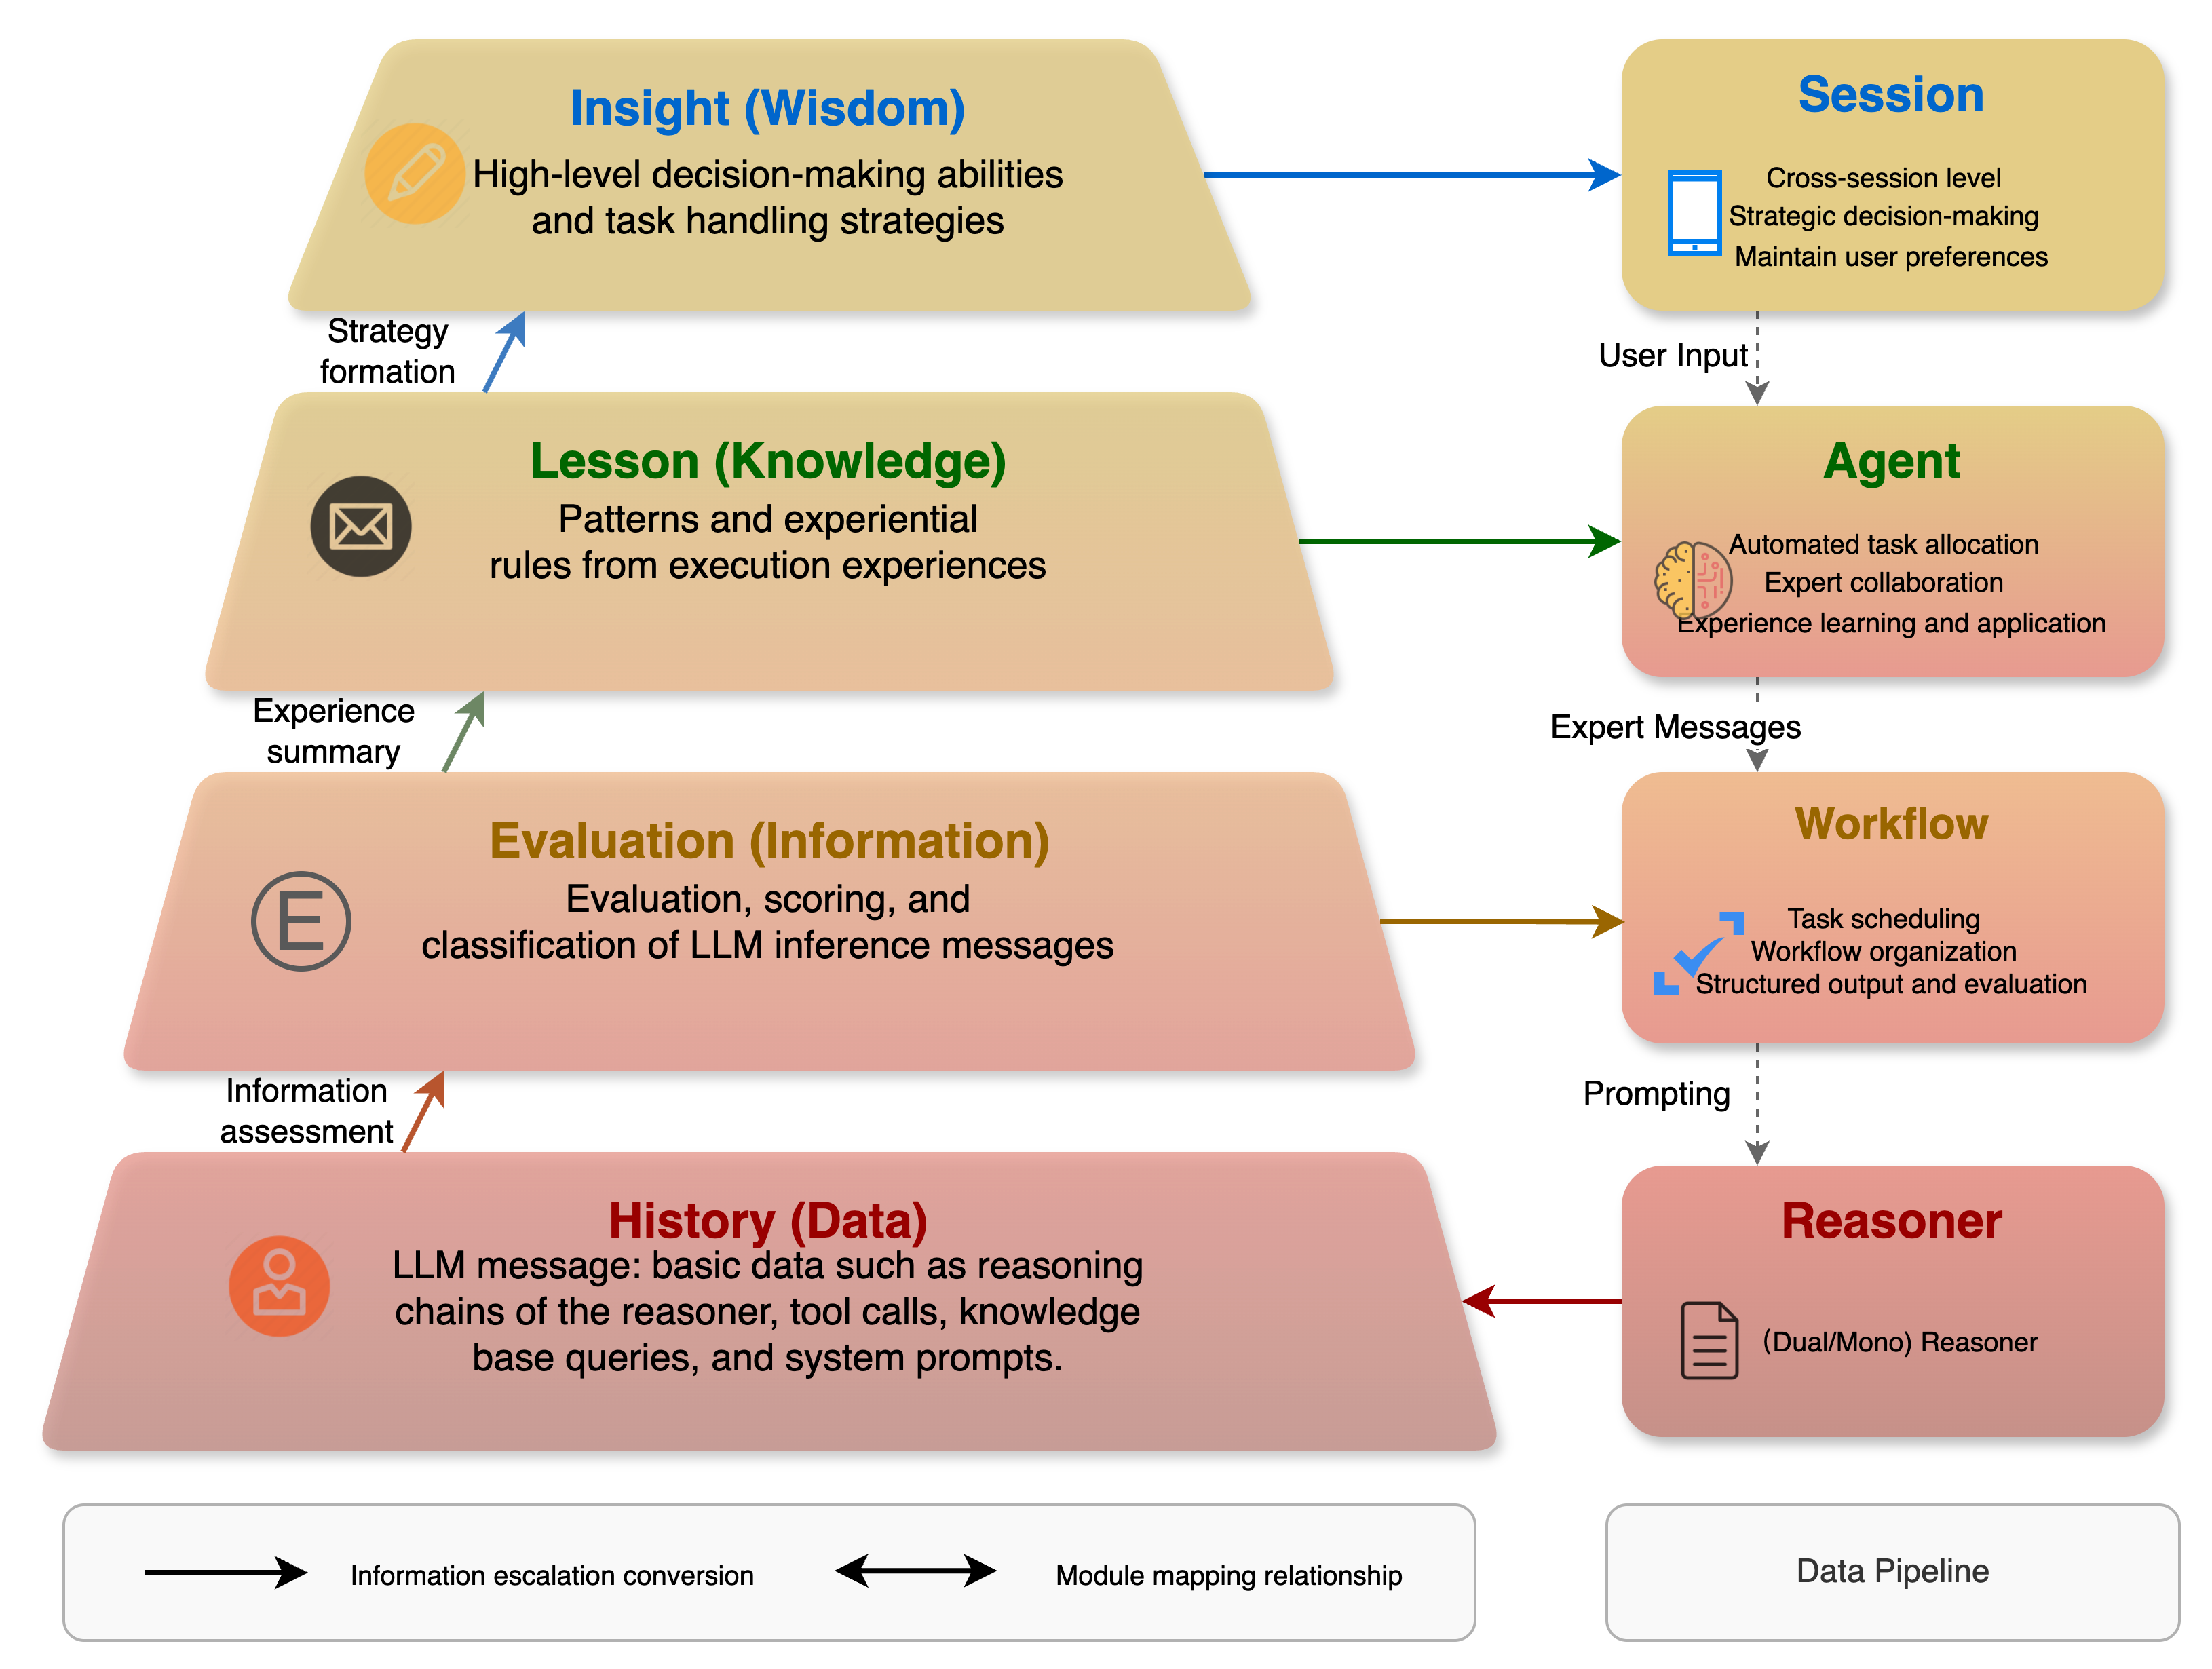 Insight (Wisdom)
High-level decision-making abilities
and task handling strategies
Session
Cross-session level
Strategic decision-making
Maintain user preferences
Strategy
formation
User Input
Lesson (Knowledge)
Patterns and experiential
rules from execution experiences
Agent
Automated task allocation
Expert collaboration
Experience learning and application
Experience
summary
Expert Messages
Evaluation (Information)
E
Evaluation, scoring, and
classification of LLM inference messages
Workflow
Task scheduling
Workflow organization
Structured output and evaluation
Information
assessment
Prompting
History (Data)
LLM message: basic data such as reasoning
chains of the reasoner, tool calls, knowledge
base queries, and system prompts.
Reasoner
(Dual/Mono) Reasoner
Information escalation conversion
Module mapping relationship
Data Pipeline